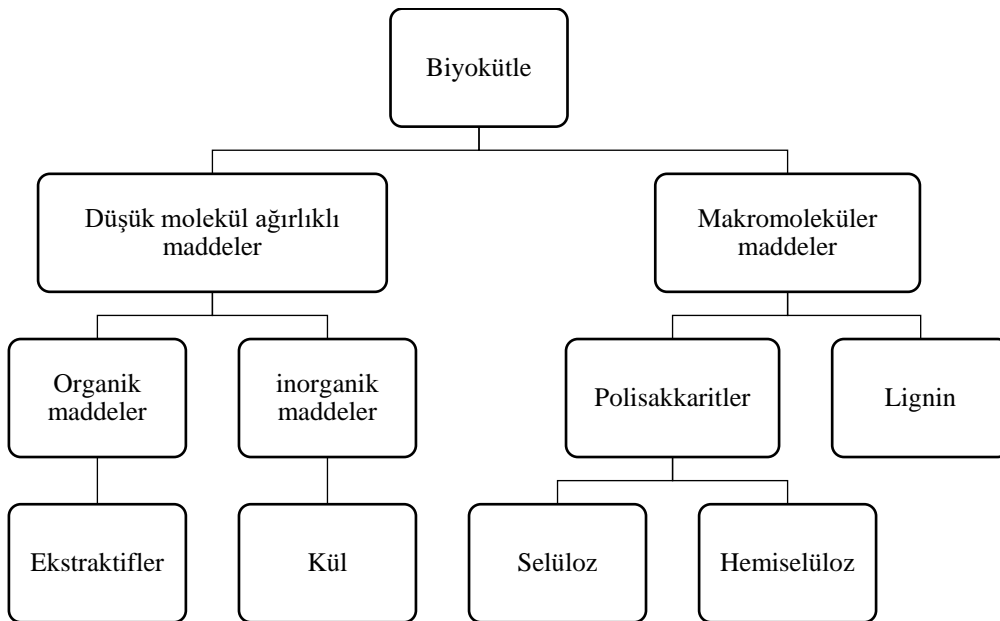 Biyokütle
Düşük molekül ağırlıklı
maddeler
Makromoleküler
maddeler
Organik
maddeler
inorganik
maddeler
Polisakkaritler
Lignin
Ekstraktifler
Kül
Selüloz
Hemiselüloz